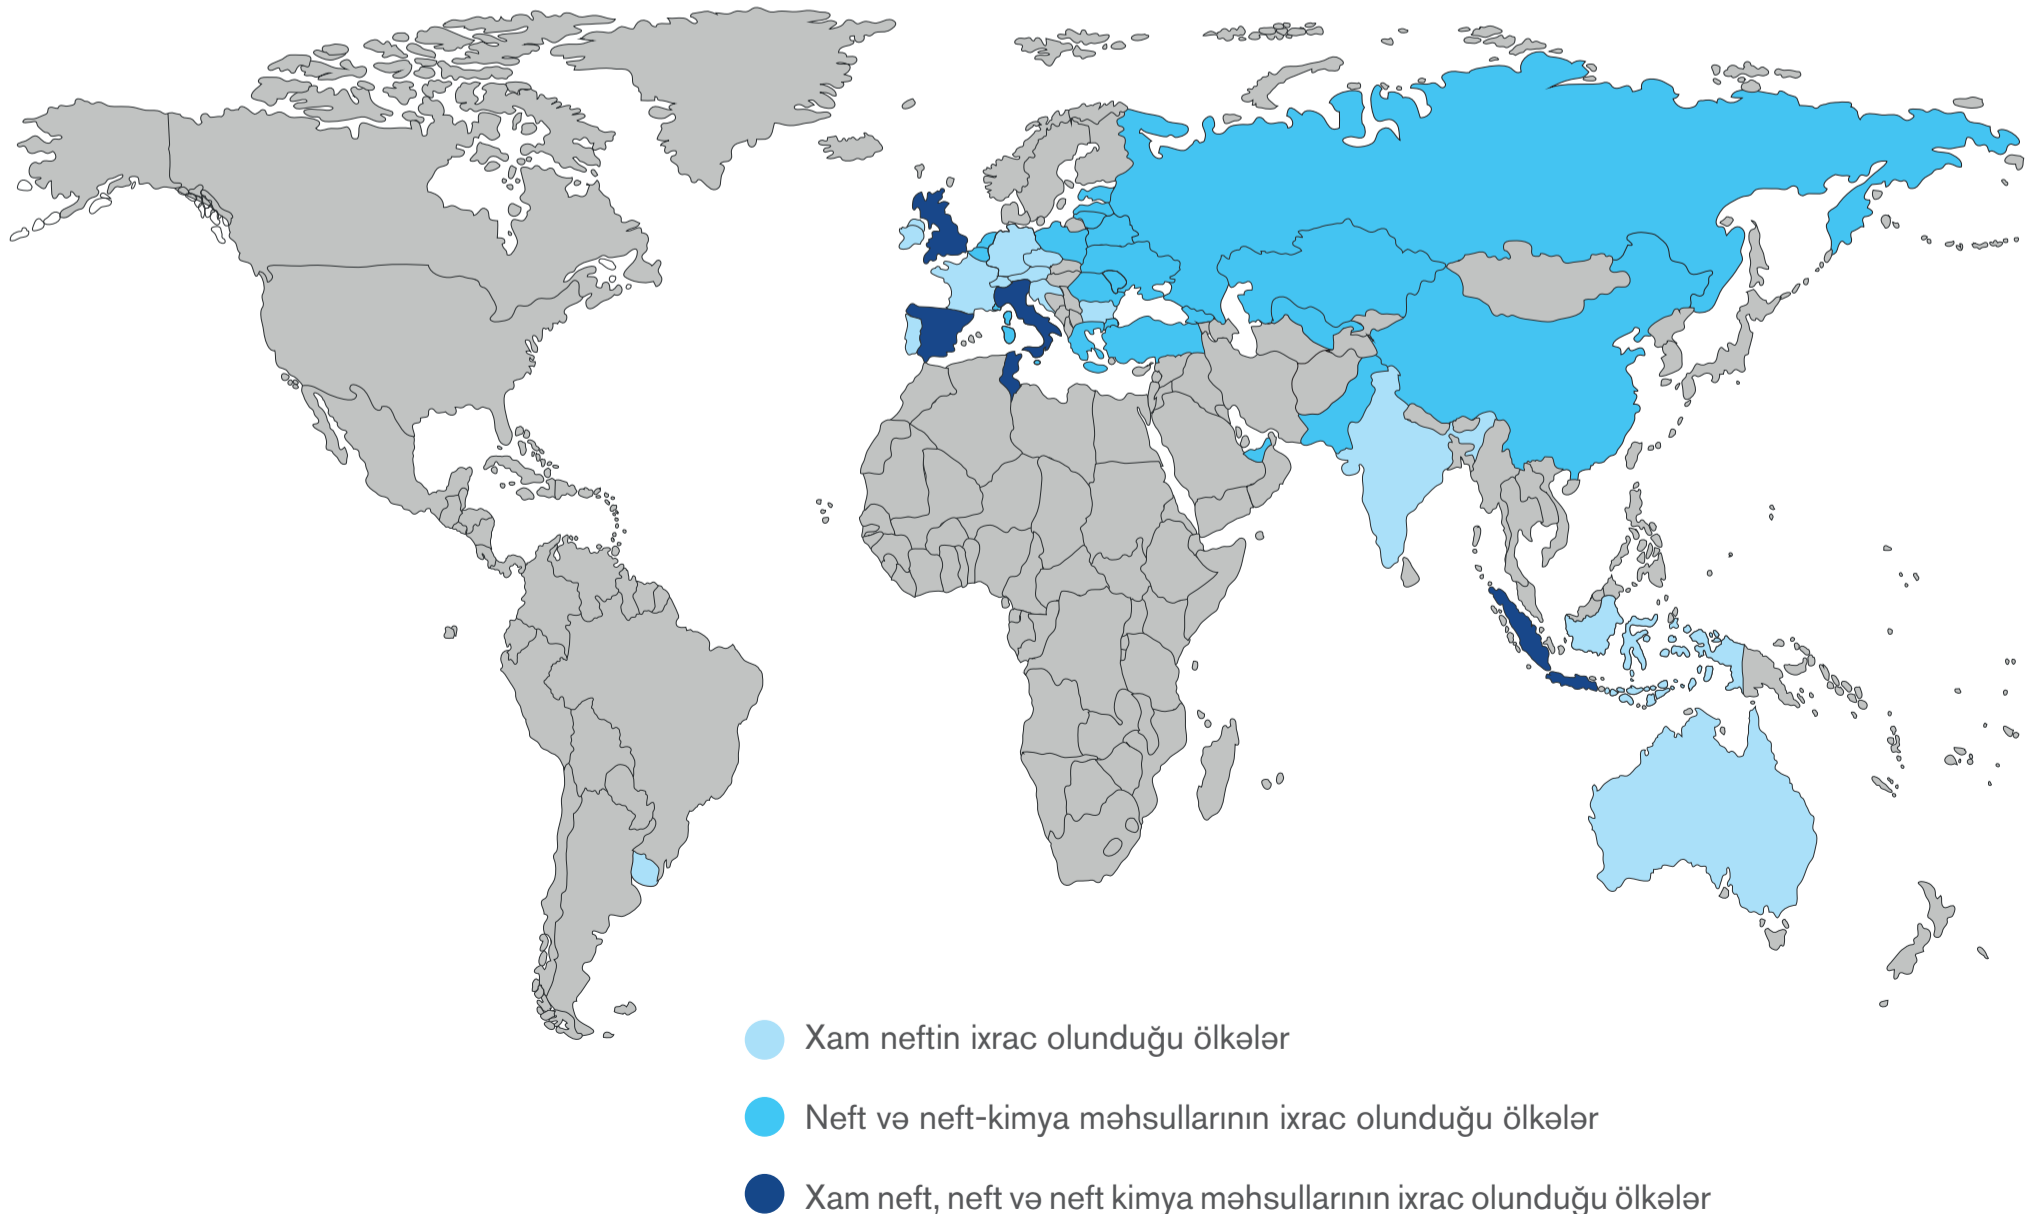 Xam neftin ixrac olunduğu ölkələr
Neft və neft-kimya məhsullarının ixrac olunduğu ölkələr
Xam neft, neft və neft kimya məhsullarının ixrac olunduğu ölkələr